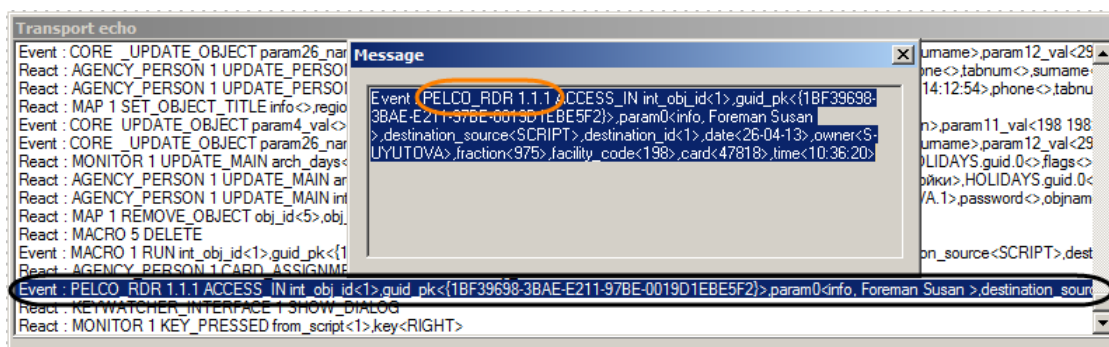 Transport echo
Event : CORE _UPDATE_OBJECT param26_nar
React : AGENCY_PERSON 1 UPDATE_PERSO
React : AGENCY_PERSON 1 UPDATE_PERSO
React : MAP 1 SET_OBJECT_TITLE info<>,regio
Event : CORE UPDATE_OBJECT param4_val<>
Event : CORE _UPDATE_OBJECT param26_nar
React : MONITOR 1 UPDATE_MAIN arch_days<
React : AGENCY_PERSON 1 UPDATE_MAIN ar
React : AGENCY_PERSON 1 UPDATE_MAIN int
React : MAP 1 REMOVE_OBJECT obj_id<5>,obj_
React : MACRO 5 DELETE
Event : MACRO 1 RUN int_obj_id<1>,guid_pk<{1
React : AGENCY_PERSON 1 CARD_ASSIGNME
Message
Event : PELCO_RDR 1.1.1 ACCESS_IN int_obj_id<1>,guid_pk<{1BF39698-
3BAE-E211-97BE-0019D1EBE5F2}>,param0<info, Foreman Susan
>,destination_source<SCRIPT>,destination_id<1>,date<26-04-13>,owner<S-
UYUTOVA>,fraction<975>,facility_code<198>,card<47818>,time<10:36:20>
urname>,param12_val<29
one<>,tabnum<>,surname<
14:12:54>,phone<>,tabnu
n>,param11_val<198 198
urname>,param12_val<29
OLIDAYS.guid.0<>,flags<>
ойки>,HOLIDAYS.guid.0<
VA.1>,password<>,objnam
on_source<SCRIPT>,dest
Event : PELCO_RDR 1.1.1 ACCESS_IN int_obj_id<1>,guid_pk<{1BF39698-3BAE-E211-97BE-0019D1EBE5F2}>,param0<info, Foreman Susan >,destination_sourc
React : KEYWATCHER_INTERFACE 1 SHOW_DIALOG
React : MONITOR 1 KEY_PRESSED from_script<1>,key<RIGHT>